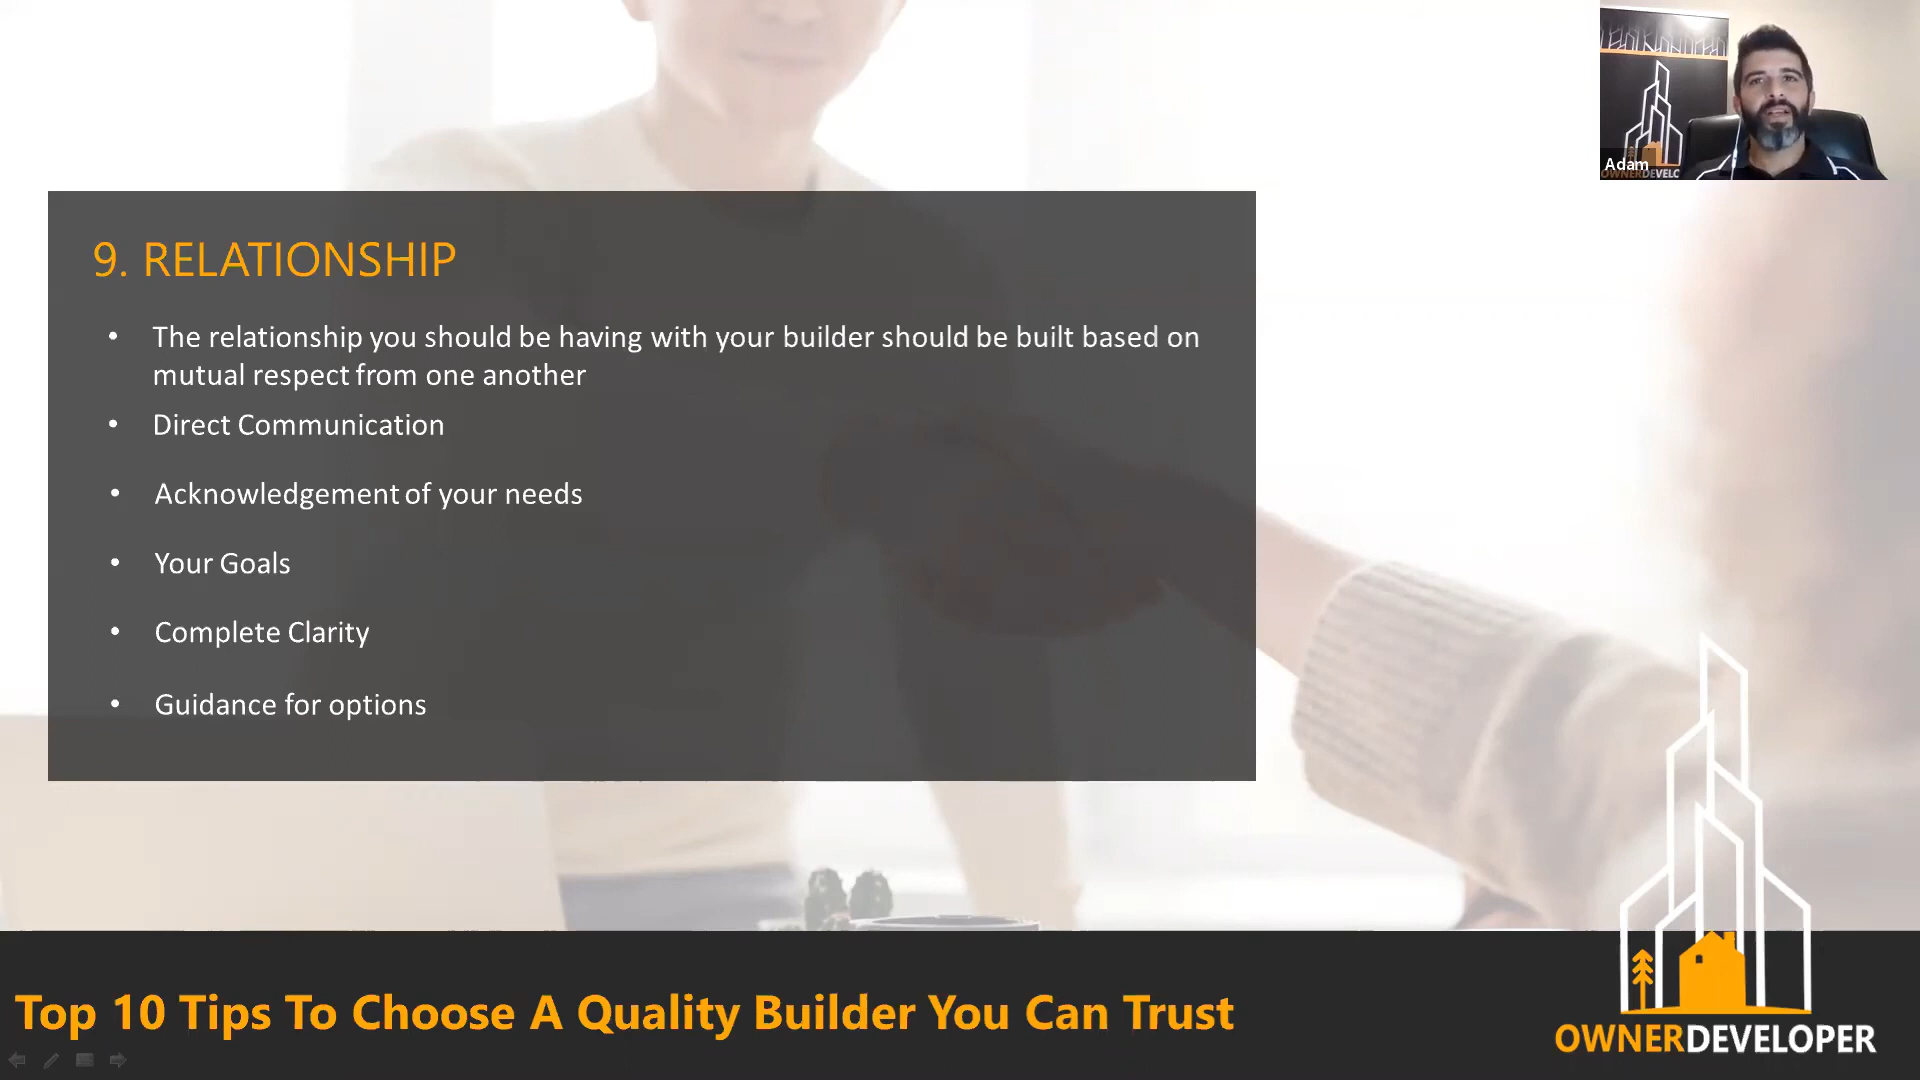 Adam
OWNERDEVELO
9. RELATIONSHIP
• The relationship you should be having with your builder should be built based on
mutual respect from one another
• Direct Communication
• Acknowledgement of your needs
• Your Goals
• Complete Clarity
• Guidance for options
Top 10 Tips To Choose A Quality Builder You Can Trust
OWNERDEVELOPER